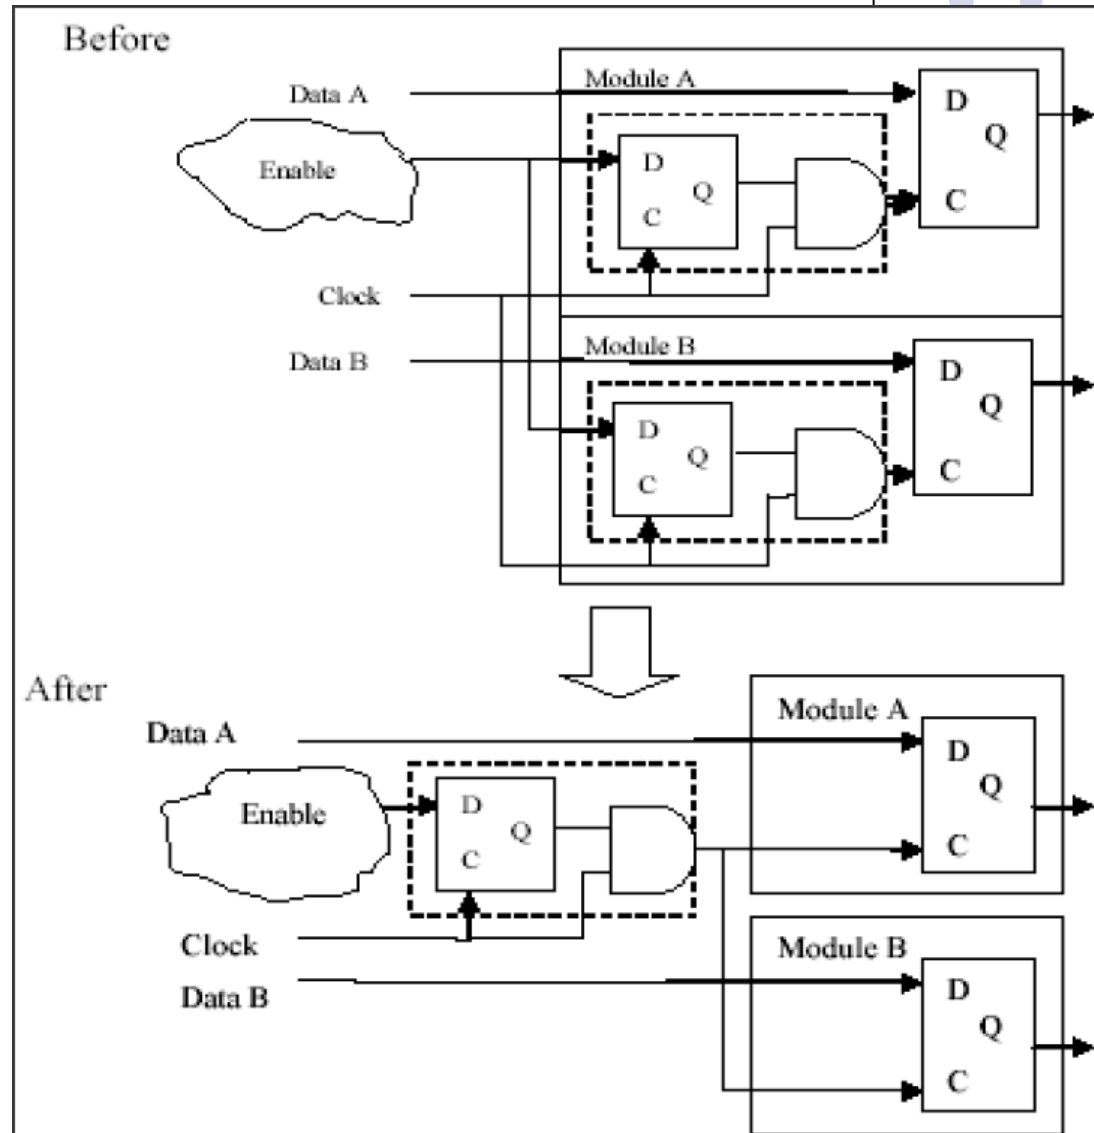 Before
Module A
Data A
D
Q
C
Enable
D
Q
C
Clock
Module B
Data B
D
Q
C
D
Q
C
After
Module A
Data A
D
Q
C
Enable
D
Q
C
Clock
Module B
Data B
D
Q
C